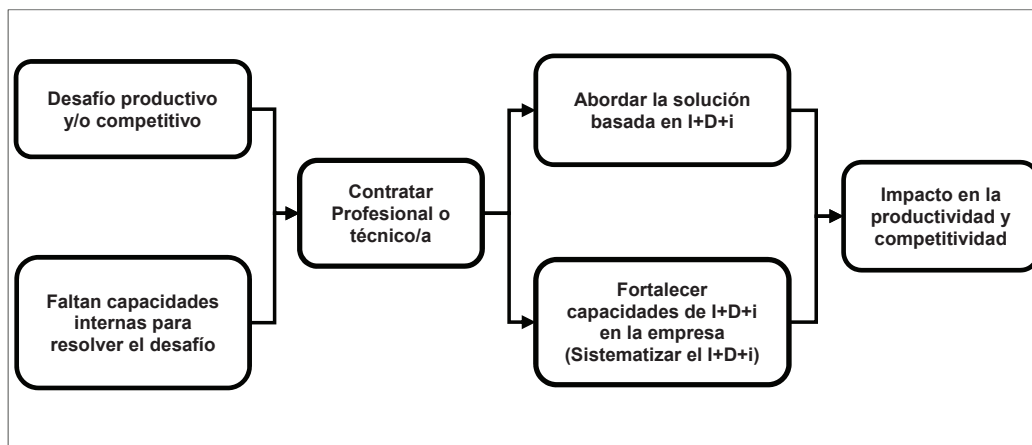 Desafío productivo
y/o competitivo
Faltan capacidades
internas para
resolver el desafío
Contratar
Profesional o
técnico/a
Abordar la solución
basada en I+D+i
Fortalecer
capacidades de I+D+i
en la empresa
(Sistematizar el I+D+i)
Impacto en la
productividad y
competitividad